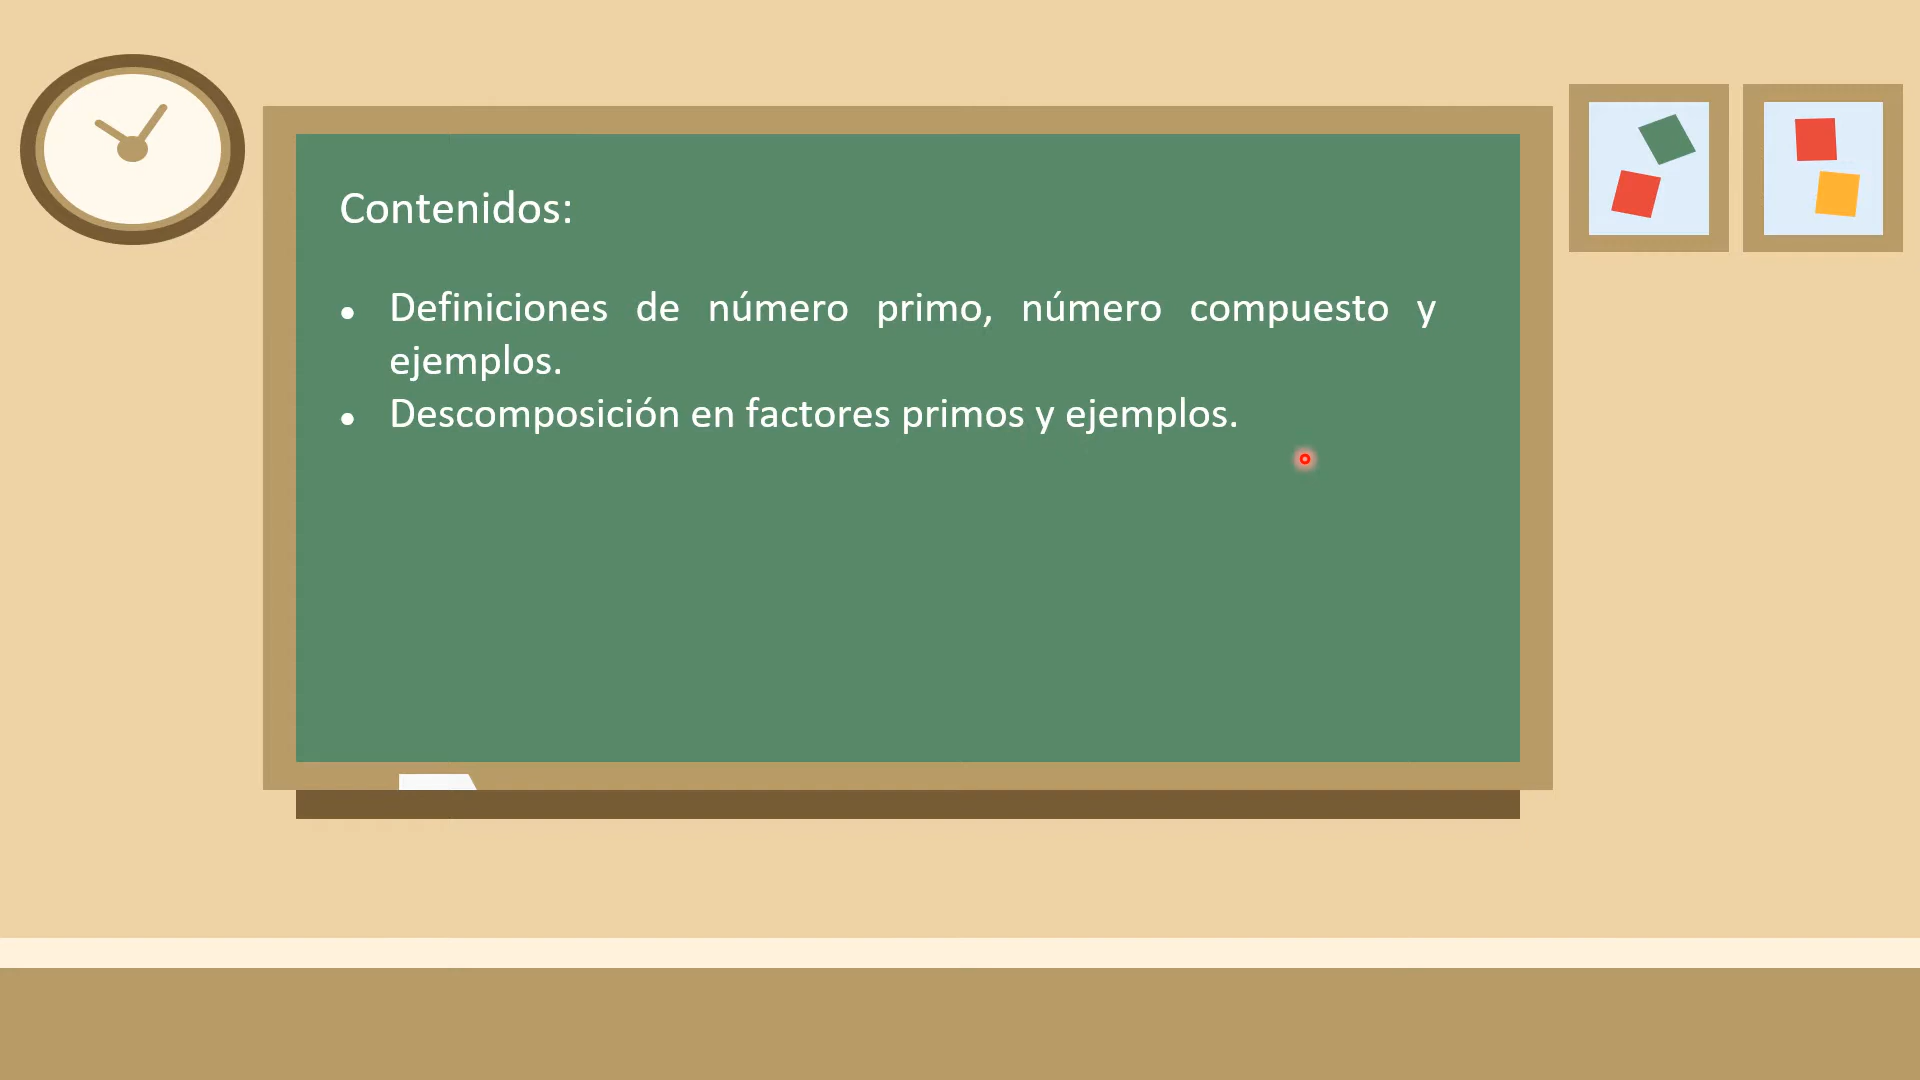 Contenidos:
• Definiciones de número primo, número compuesto y
ejemplos.
• Descomposición en factores primos y ejemplos.